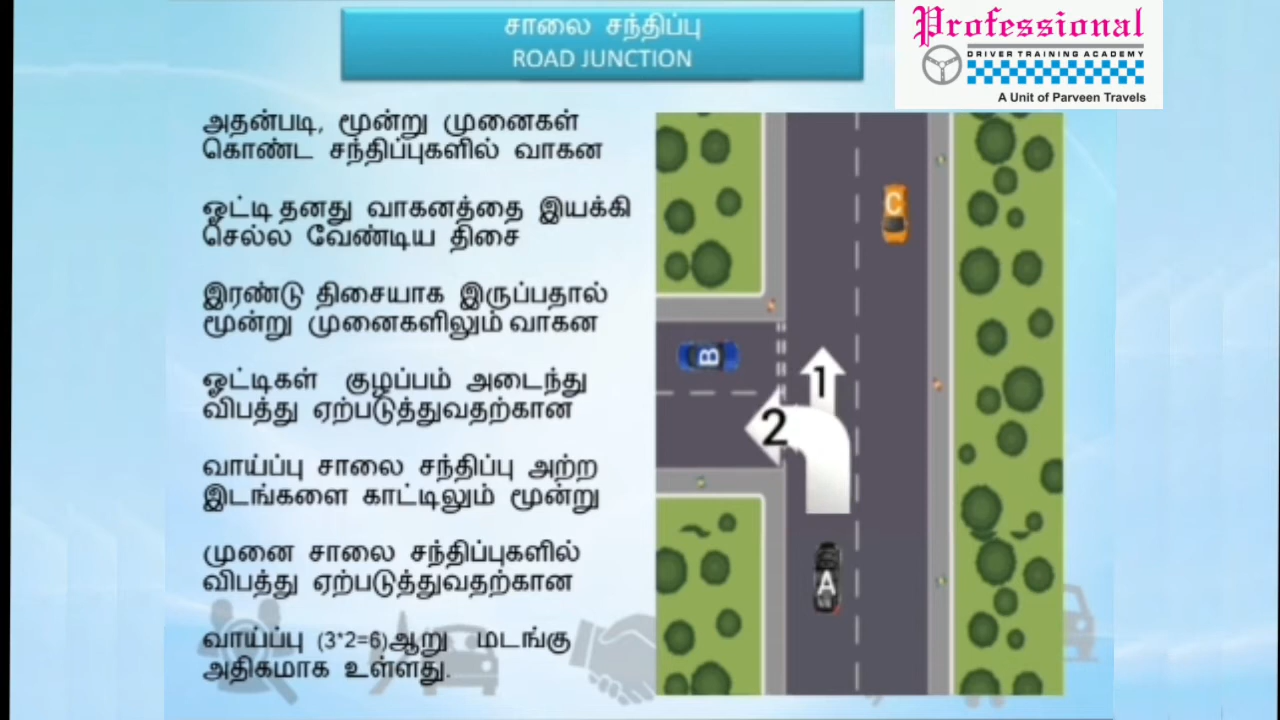 சாலை சந்திப்பு
ROAD JUNCTION
Professional
DRIVER TRAINING ACADEMY
A Unit of Parveen Travels
அதன்படி, மூன்று முனைகள்
கொண்ட சந்திப்புகளில் வாகன
ஓட்டி தனது வாகனத்தை இயக்கி
செல்ல வேண்டிய திசை
இரண்டு திசையாக இருப்பதால்
மூன்று முனைகளிலும் வாகன
ஓட்டிகள் குழப்பம் அடைந்து
விபத்து ஏற்படுத்துவதற்கான
வாய்ப்பு சாலை சந்திப்பு அற்ற
இடங்களை காட்டிலும் மூன்று
முனை சாலை சந்திப்புகளில்
விபத்து ஏற்படுத்துவதற்கான
வாய்ப்பு (3*2=6)ஆறு மடங்கு
அதிகமாக உள்ளது.
C
B
1
2
A